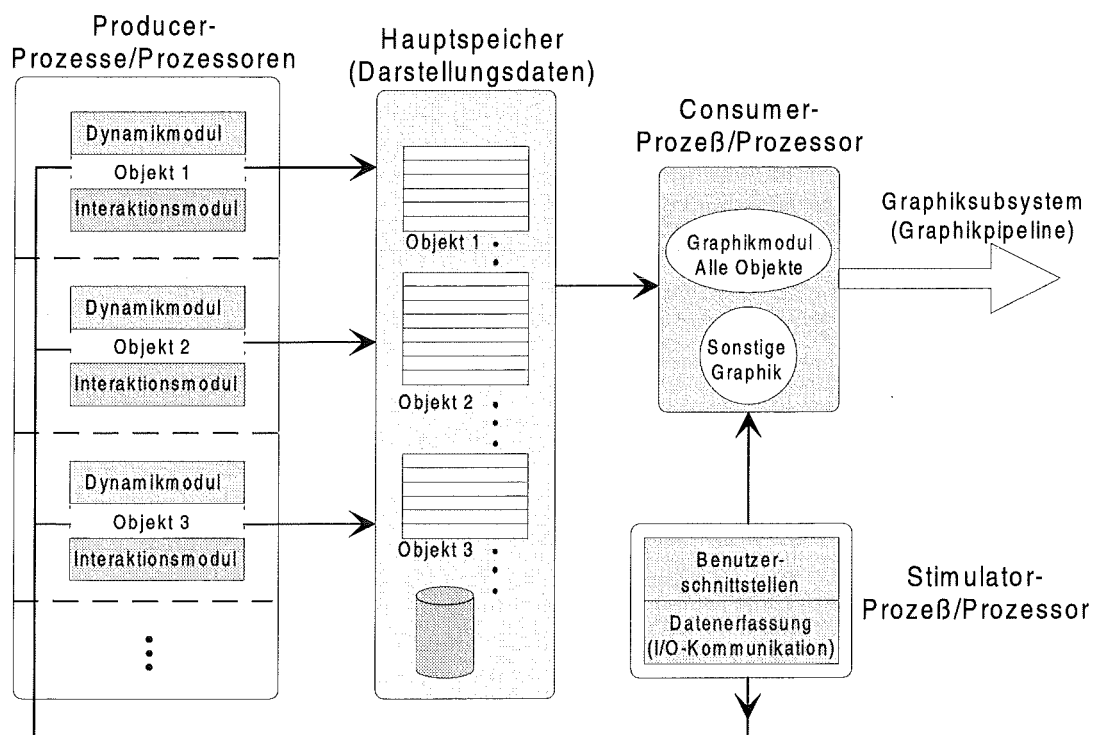 Producer-
Prozesse/Prozessoren
Dynamikmodul
Objekt 1
Interaktionsmodul
Dynamikmodul
Objekt 2
Interaktionsmodul
Dynamikmodul
Objekt 3
Interaktionsmodul
Hauptspeicher
(Darstellungsdaten)
Objekt 1
Objekt 2
Objekt 3
Consumer-
Prozeß/Prozessor
Graphikmodul
Alle Objekte
Sonstige
Graphik
Graphiksubsystem
(Graphikpipeline)
Benutzer-
schnittstellen
Datenerfassung
(I/O-Kommunikation)
Stimulator-
Prozeß/Prozessor